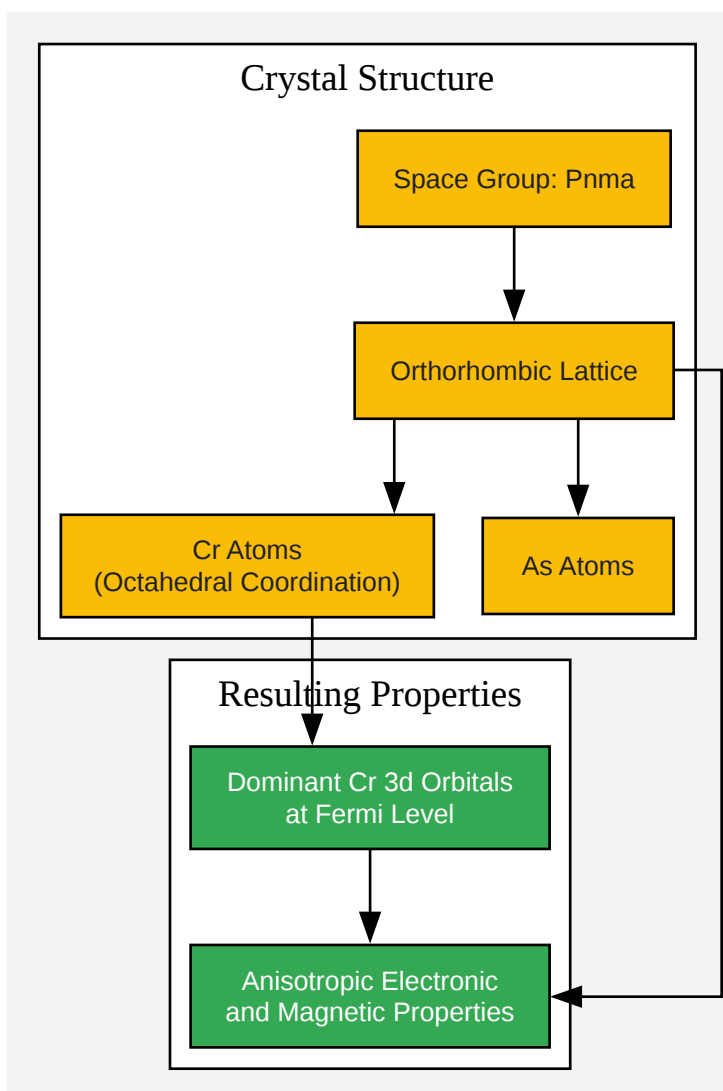 Crystal Structure
Space Group: Pnma
Orthorhombic Lattice
Cr Atoms
(Octahedral Coordination)
As Atoms
Resulting Properties
Dominant Cr 3d Orbitals
at Fermi Level
Anisotropic Electronic
and Magnetic Properties